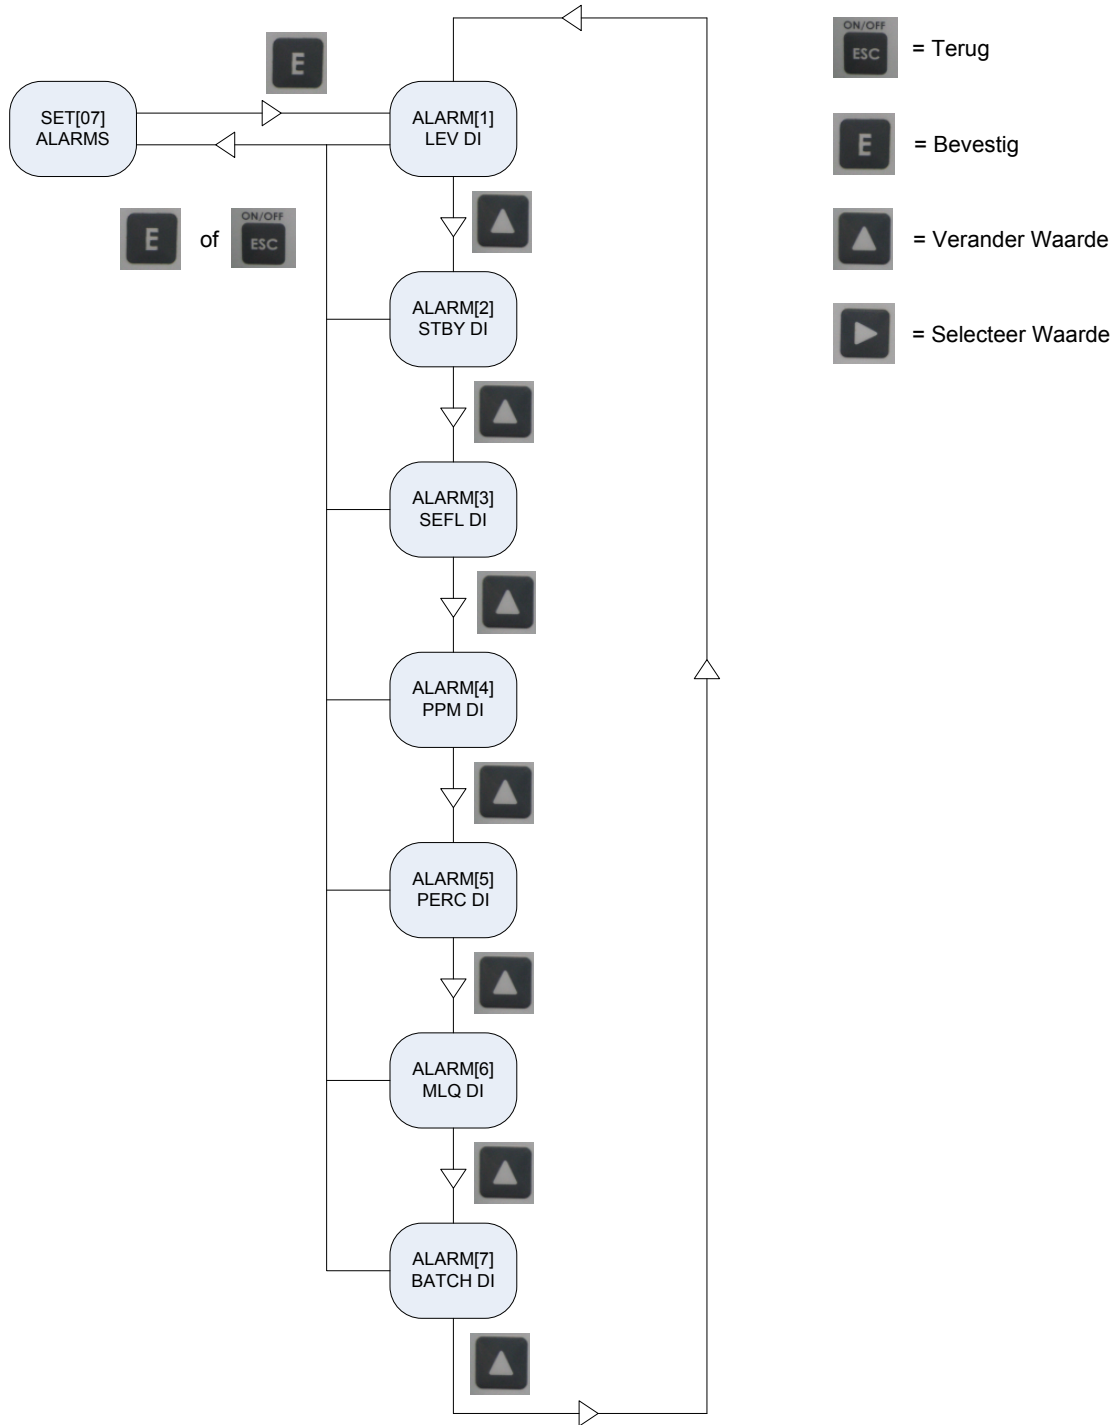 E
SET[07]
ALARMS
ALARM[1]
LEV DI
E of ON/OFF
ESC
ALARM[2]
STBY DI
ALARM[3]
SEFL DI
ALARM[4]
PPM DI
ALARM[5]
PERC DI
ALARM[6]
MLQ DI
ALARM[7]
BATCH DI
ON/OFF
ESC = Terug
E = Bevestig
= Verander Waarde
= Selecteer Waarde